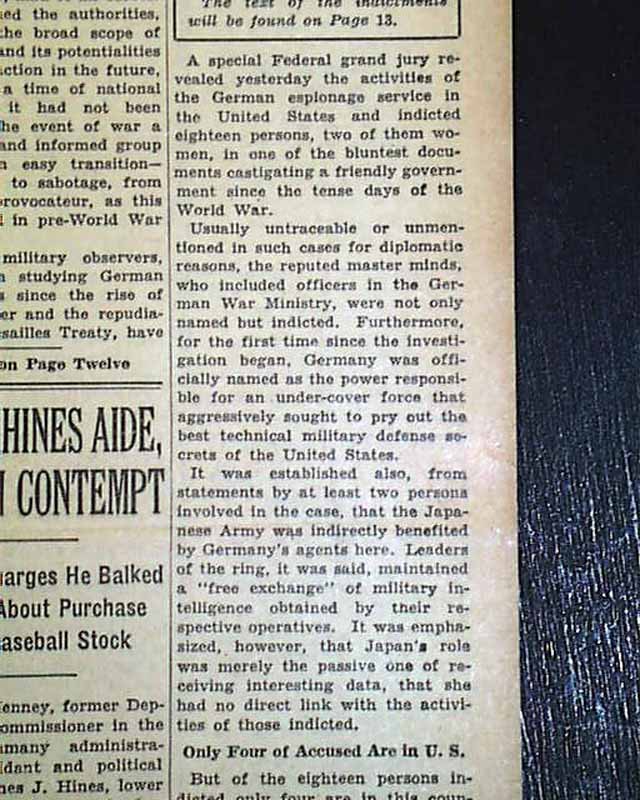 ed the authorities,
the broad scope of
and its potentialities
ction in the future,
a time of national
it had not been
he event of war a
and informed group
n easy transition—
to sabotage, from
provocateur, as this
d in pre-World War
military observers,
studying German
s since the rise of
er and the repudia-
sailles Treaty, have
on Page Twelve
HINES AIDE,
CONTEMPT
harges He Balked
About Purchase
aseball Stock
enney, former Dep-
ommissioner in the
mmany administra-
dant and political
es J. Hines, lower
The text of the indictments
will be found on Page 13.
A special Federal grand jury re-
vealed yesterday the activities of
the German espionage service in
the United States and indicted
eighteen persons, two of them wo-
men, in one of the bluntest docu-
ments castigating a friendly govern-
ment since the tense days of the
World War.
Usually untraceable or unmen-
tioned in such cases for diplomatic
reasons, the reputed master minds,
who included officers in the Ger-
man War Ministry, were not only
named but indicted. Furthermore,
for the first time since the investi-
gation began, Germany was offi-
cially named as the power responsi-
ble for an under-cover force that
aggressively sought to pry out the
best technical military defense se-
crets of the United States.
It was established also, from
statements by at least two persons
involved in the case, that the Japa-
nese Army was indirectly benefited
by Germany's agents here. Leaders
of the ring, it was said, maintained
a "free exchange" of military in-
telligence obtained by their re-
spective operatives. It was empha-
sized, however, that Japan's role
was merely the passive one of re-
ceiving interesting data, that she
had no direct link with the activi-
ties of those indicted.
Only Four of Accused Are in U. S.
But of the eighteen persons in-
dicted only four are in this coun-